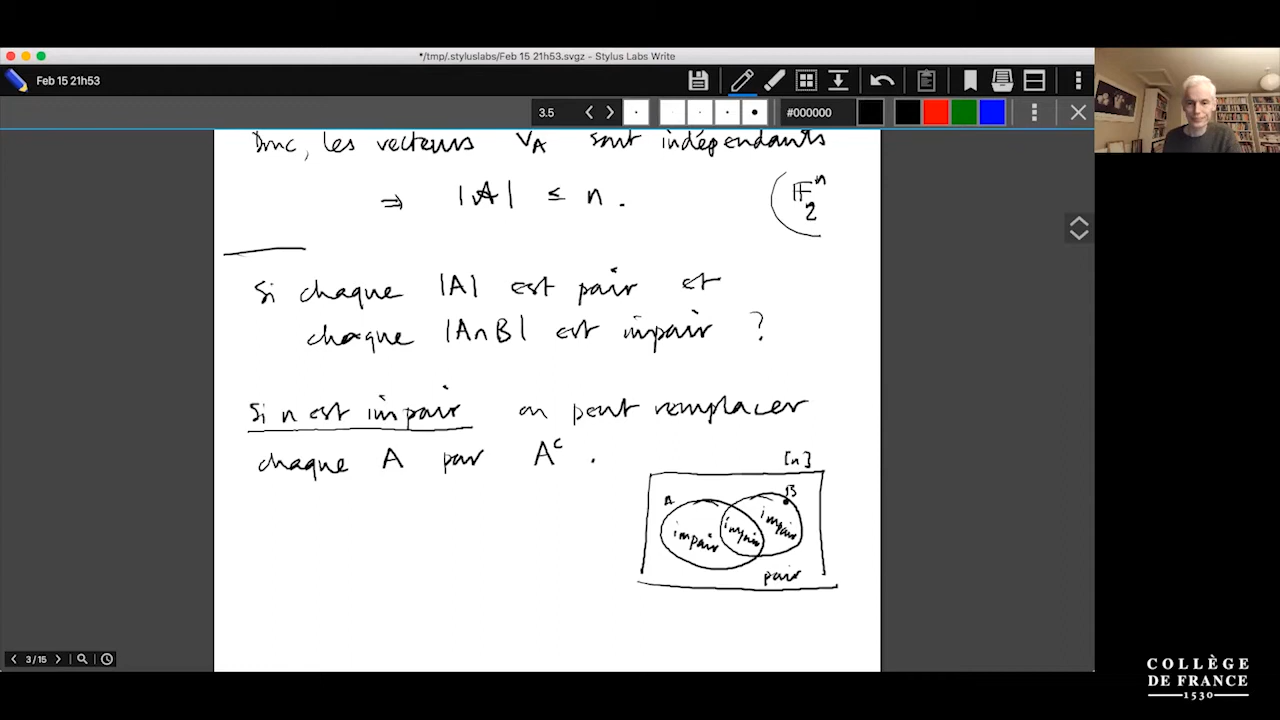 */tmp/.styluslabs/Feb 15 21h53.svgz - Stylus Labs Write
Feb 15 21h53
3.5
#000000
Donc, les vecteurs v_A sont indépendants
⇒ |𝒜| ≤ n. (𝔽₂ⁿ
Si chaque |A| est pair et
chaque |A∩B| est impair ?
Si n est impair on peut remplacer
chaque A par Aᶜ.
[n]
A B
impair impair impair
pair
3/15
COLLÈGE
DE FRANCE
1530